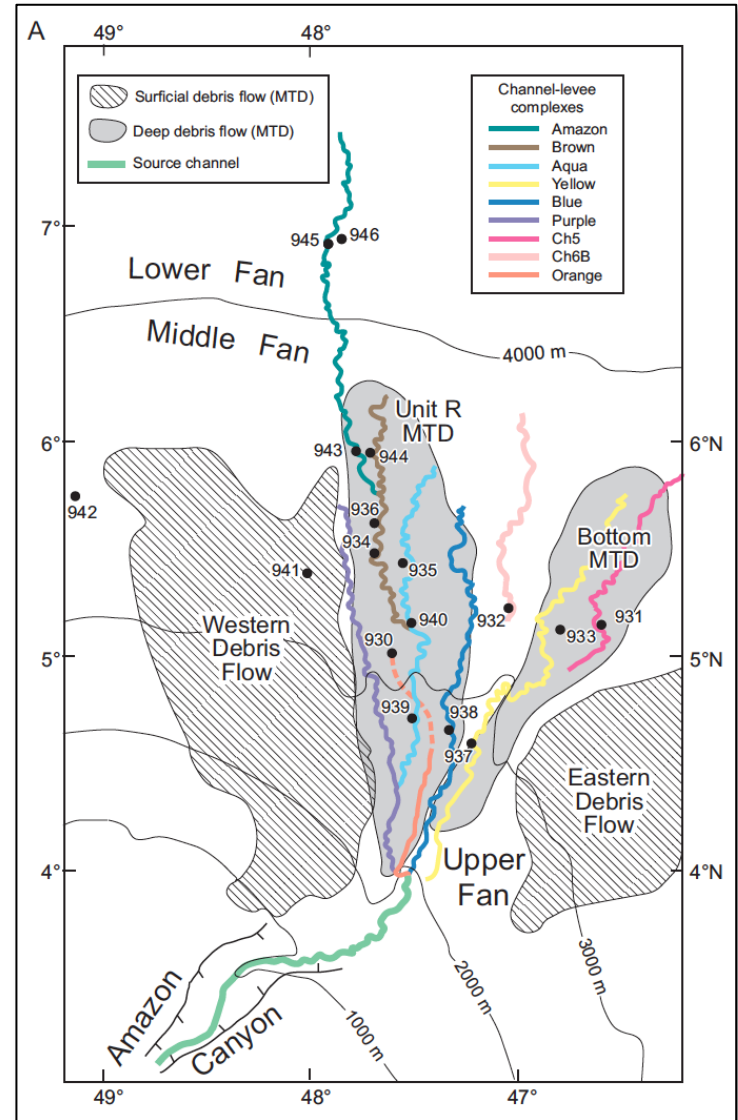 A
49°
48°
Surficial debris flow (MTD)
Deep debris flow (MTD)
Source channel
Channel-levee
complexes
Amazon
Brown
Aqua
Yellow
Blue
Purple
Ch5
Ch6B
Orange
7°
945
946
Lower Fan
Middle Fan
4000 m
Unit R
MTD
6°
6°N
943
944
942
936
934
935
941
Bottom
MTD
932
931
933
940
Western
Debris
Flow
930
5°
5°N
939
938
937
Eastern
Debris
Flow
4°
Upper
Fan
4°N
Amazon
Canyon
1000 m
2000 m
3000 m
49°
48°
47°